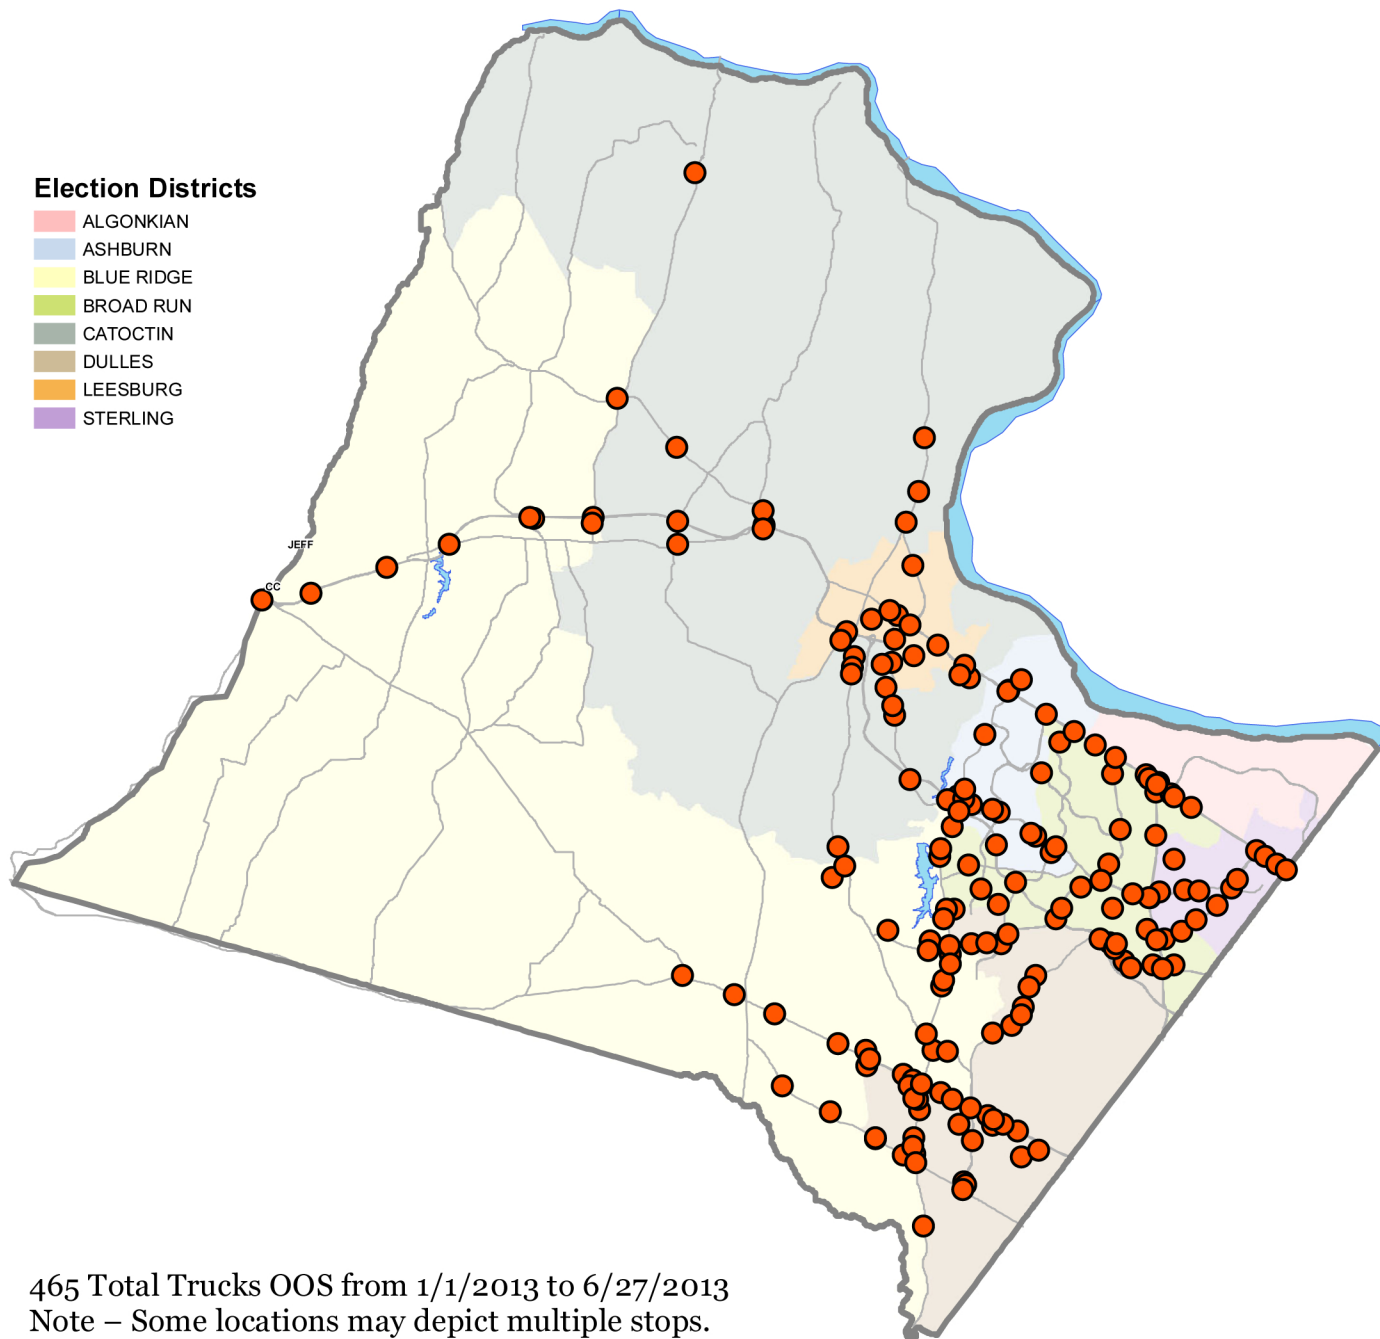 Election Districts
ALGONKIAN
ASHBURN
BLUE RIDGE
BROAD RUN
CATOCTIN
DULLES
LEESBURG
STERLING
JEFF
CC
465 Total Trucks OOS from 1/1/2013 to 6/27/2013
Note – Some locations may depict multiple stops.